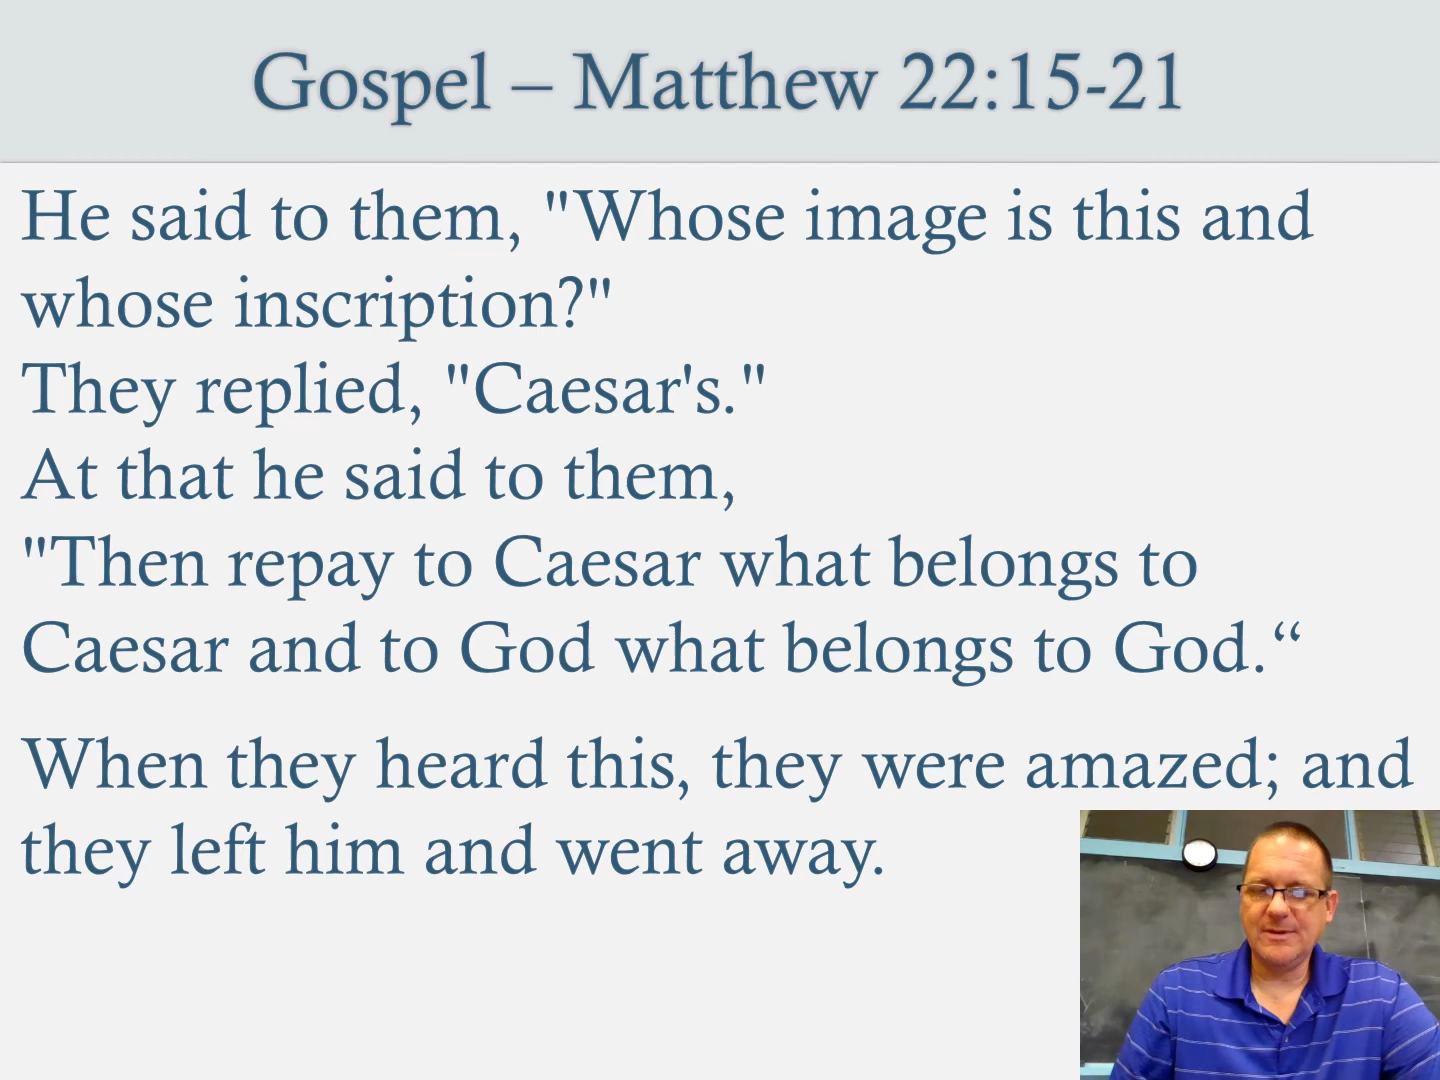 Gospel – Matthew 22:15-21
He said to them, "Whose image is this and
whose inscription?"
They replied, "Caesar's."
At that he said to them,
"Then repay to Caesar what belongs to
Caesar and to God what belongs to God.“
When they heard this, they were amazed; and
they left him and went away.